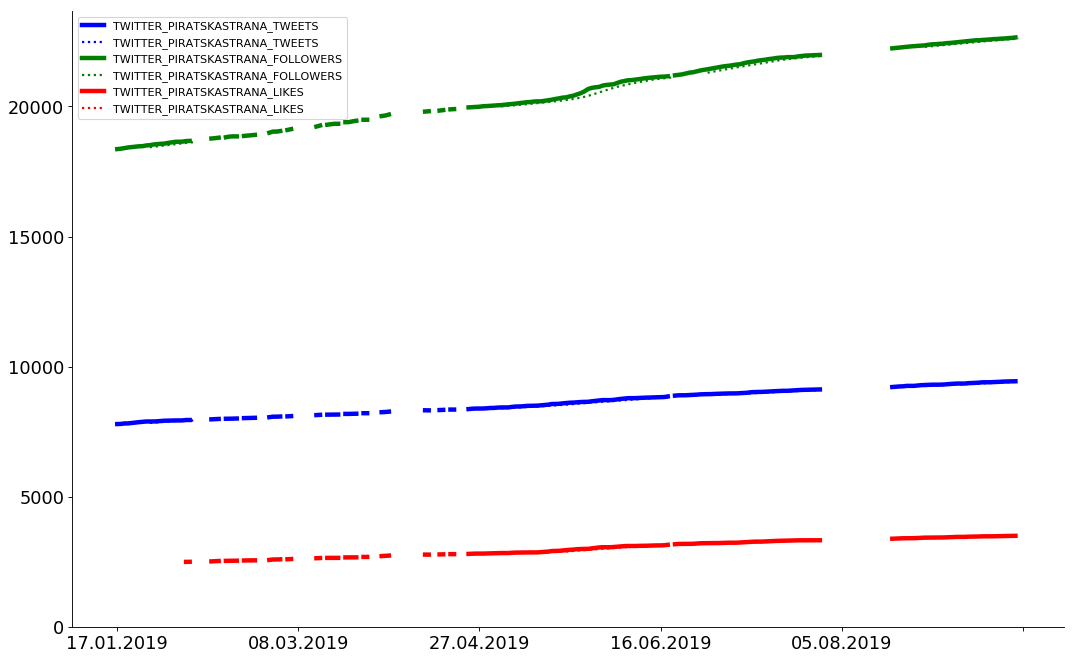 TWITTER_PIRATSKASTRANA_TWEETS
TWITTER_PIRATSKASTRANA_TWEETS
TWITTER_PIRATSKASTRANA_FOLLOWERS
TWITTER_PIRATSKASTRANA_FOLLOWERS
TWITTER_PIRATSKASTRANA_LIKES
TWITTER_PIRATSKASTRANA_LIKES
20000
15000
10000
5000
0
17.01.2019 08.03.2019 27.04.2019 16.06.2019 05.08.2019